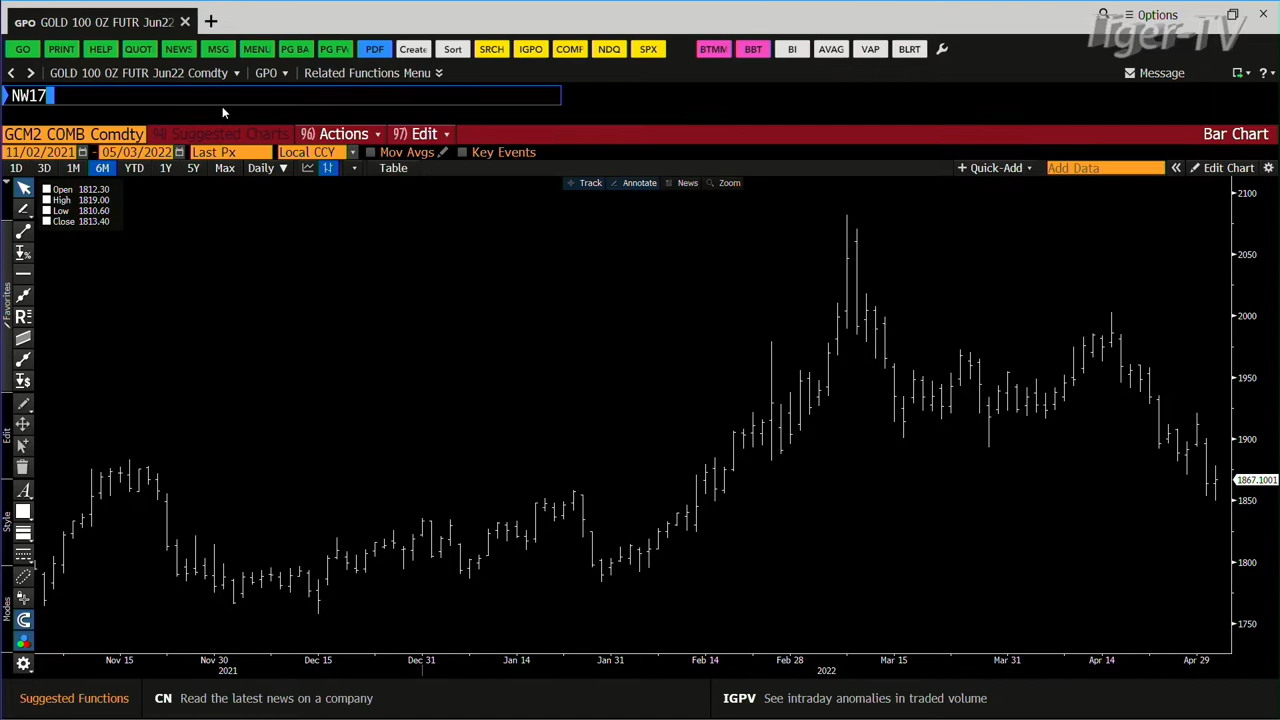 GPO GOLD 100 OZ FUTR Jun22
Options
Tiger-TV
GO PRINT HELP QUOT NEWS MSG MENU PG BA PG FW PDF Create Sort SRCH IGPO COMF NDQ SPX BTMM BBT BI AVAG VAP BLRT
GOLD 100 OZ FUTR Jun22 Comdty GPO Related Functions Menu Message
NW17
GCM2 COMB Comdty 94) Suggested Charts 96) Actions 97) Edit Bar Chart
11/02/2021 - 05/03/2022 Last Px Local CCY Mov Avgs Key Events
1D 3D 1M 6M YTD 1Y 5Y Max Daily ▼ Table + Quick-Add Add Data Edit Chart
Track Annotate News Zoom
Open 1812.30
High 1819.00
Low 1810.60
Close 1813.40
Favorites
Edit
Style
Modes
2100
2050
2000
1950
1900
1867.1001
1850
1800
1750
Nov 15 Nov 30 Dec 15 Dec 31 Jan 14 Jan 31 Feb 14 Feb 28 Mar 15 Mar 31 Apr 14 Apr 29
2021 2022
Suggested Functions CN Read the latest news on a company IGPV See intraday anomalies in traded volume